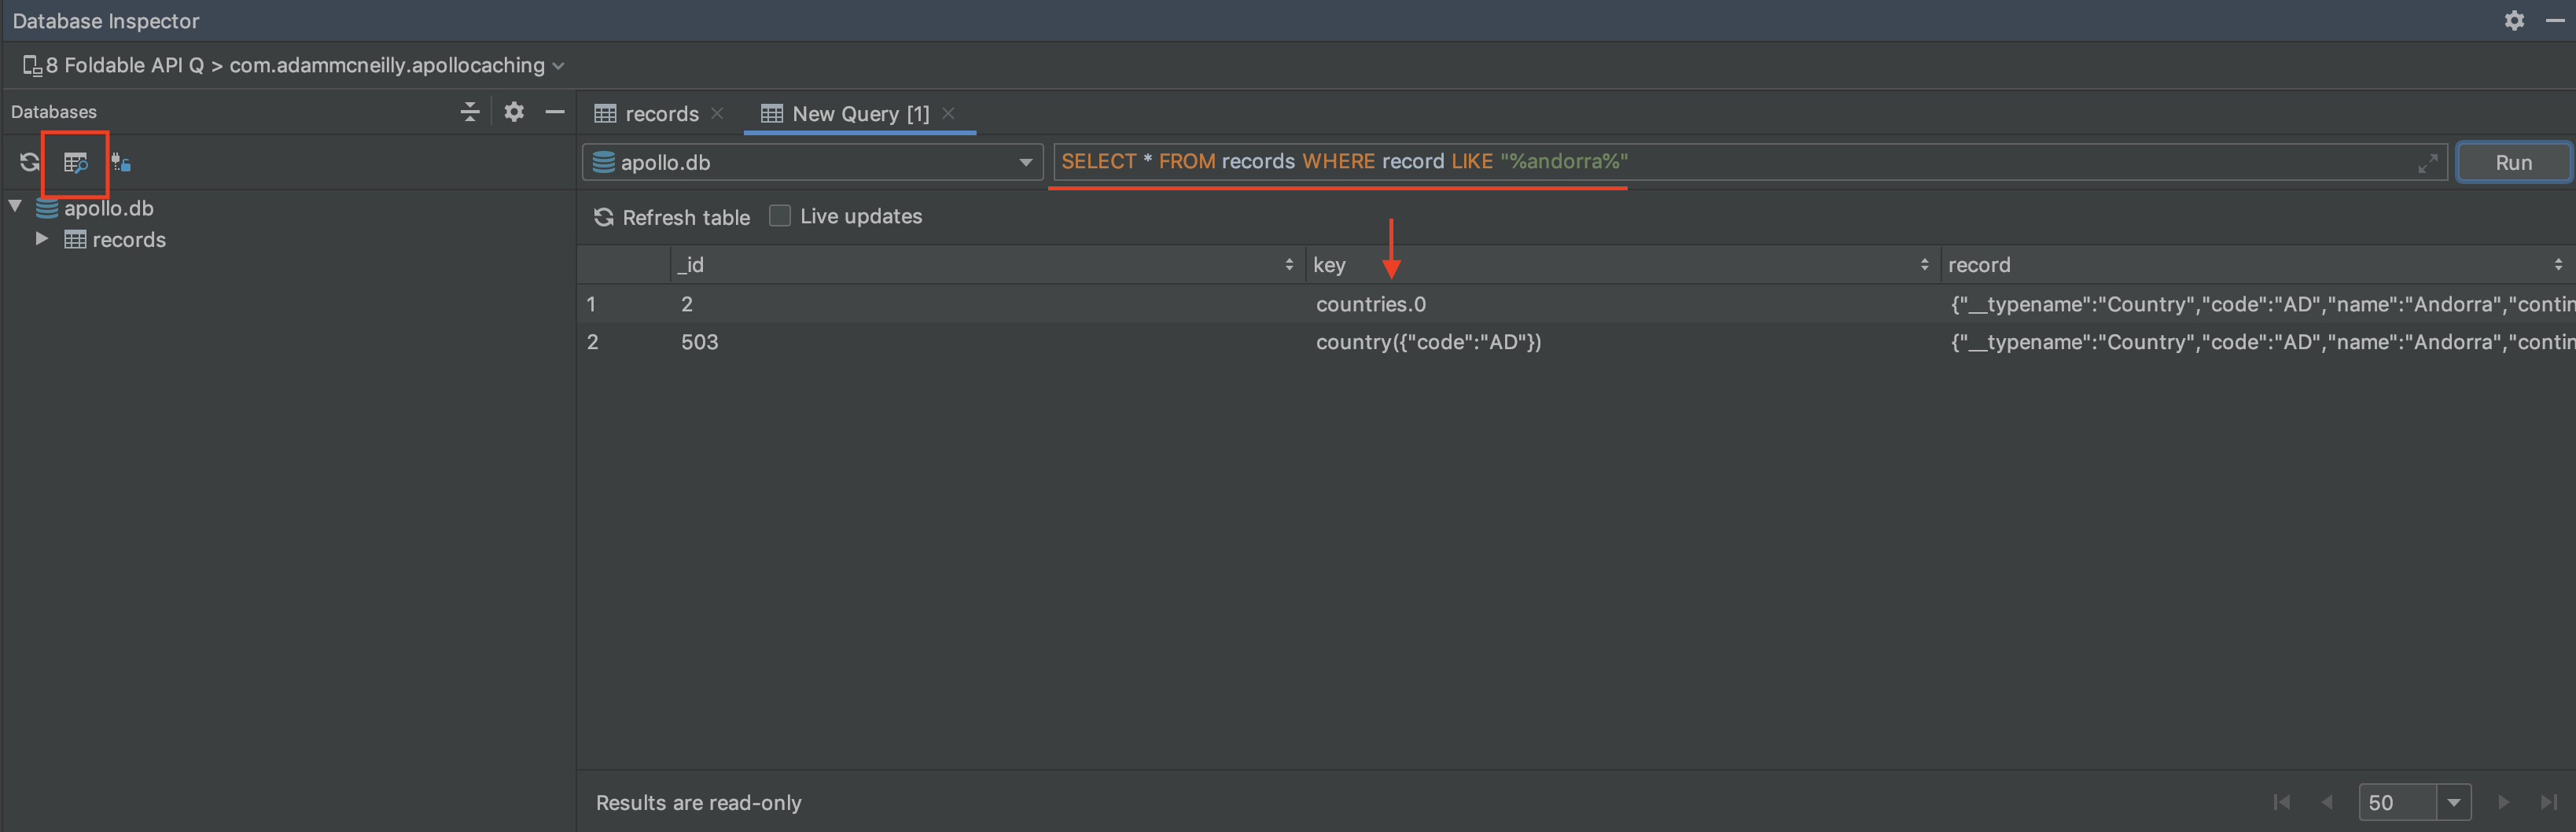 Database Inspector
8 Foldable API Q > com.adammcneilly.apollocaching
Databases
records
New Query [1]
apollo.db
SELECT * FROM records WHERE record LIKE "%andorra%"
Run
apollo.db
records
Refresh table
Live updates
_id
key
record
1
2
countries.0
{"__typename":"Country","code":"AD","name":"Andorra","contin
2
503
country({"code":"AD"})
{"__typename":"Country","code":"AD","name":"Andorra","contin
Results are read-only
50